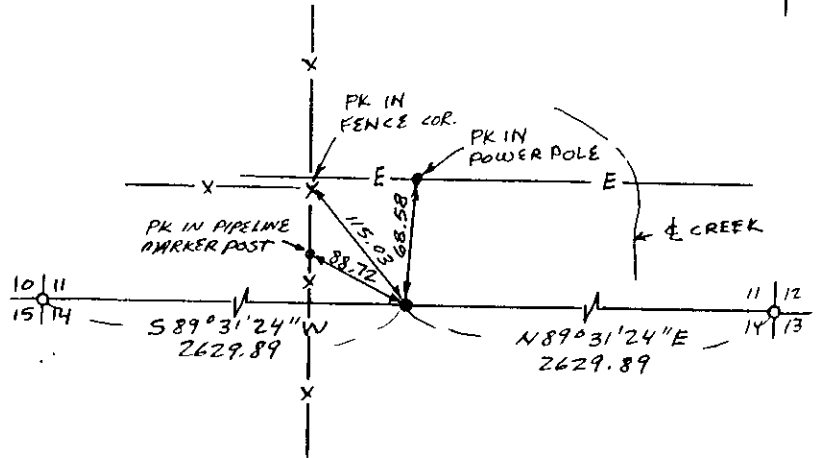 X
PK IN
FENCE COR.
PK IN
POWER POLE
E
E
X
X
PK IN PIPELINE
MARKER POST
115.03
68.58
88.72
℄ CREEK
X
10 11
15 14
11 12
14 13
S 89°31'24" W
2629.89
N 89°31'24" E
2629.89
X